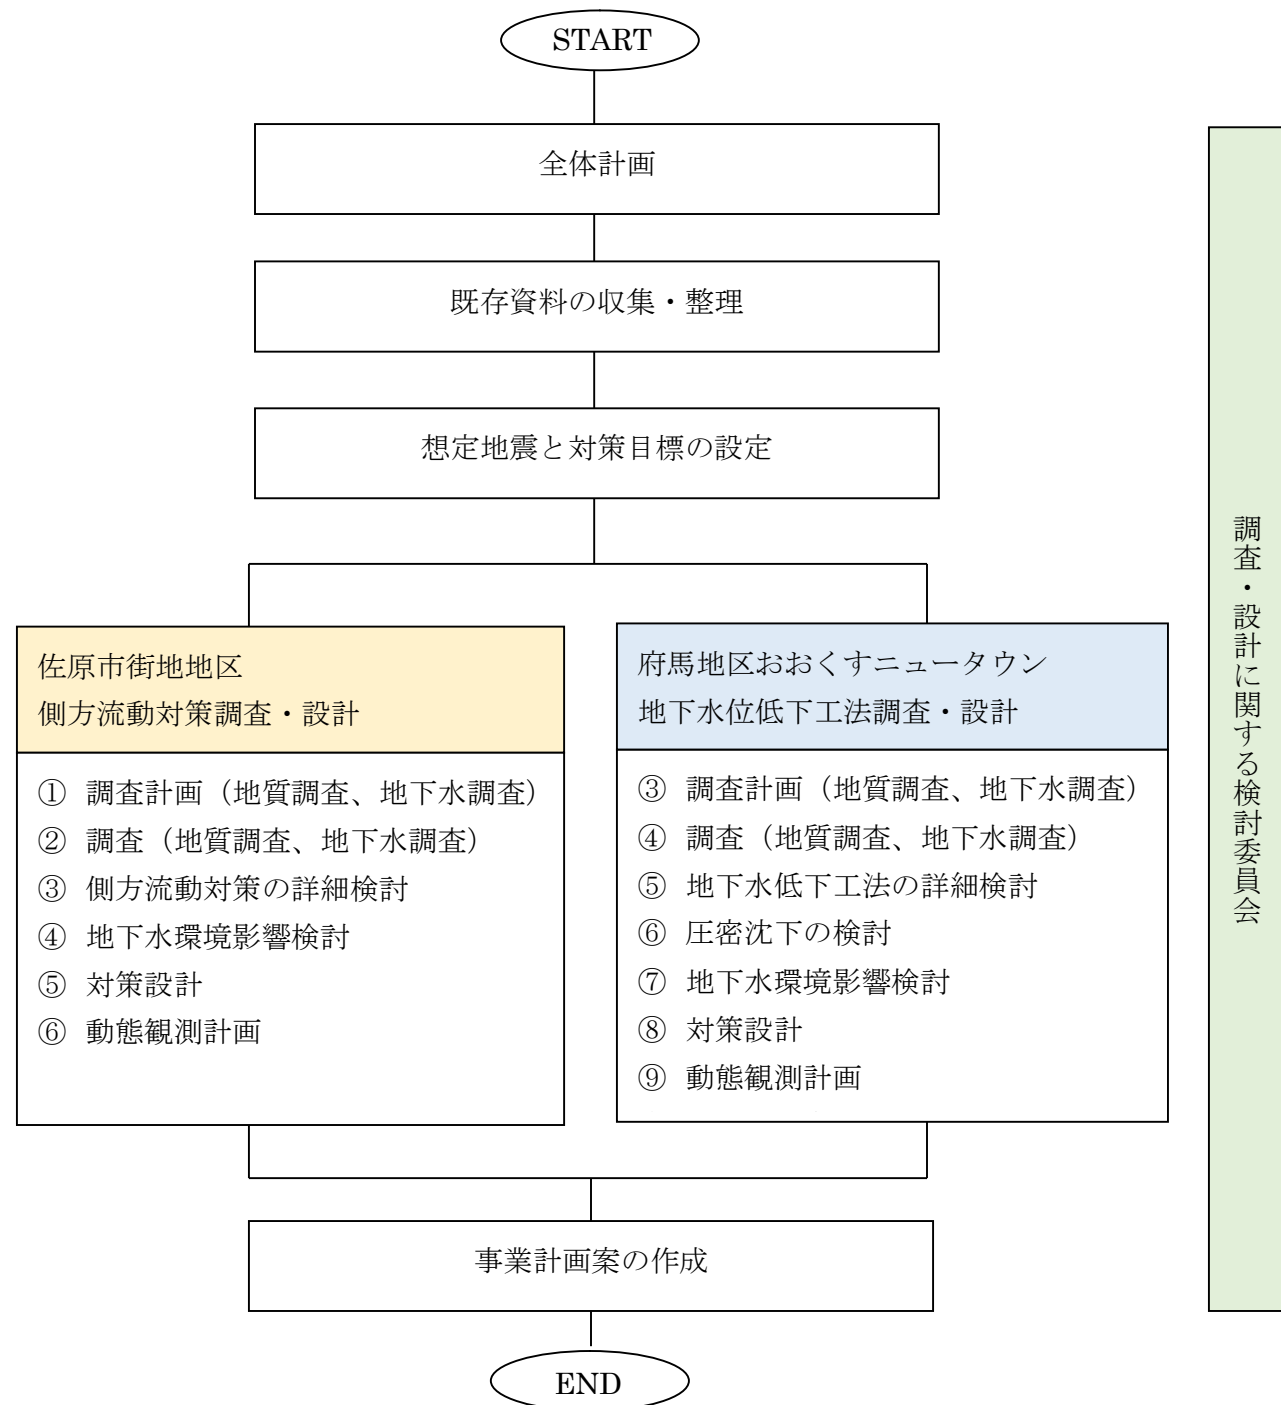 START
全体計画
既存資料の収集・整理
想定地震と対策目標の設定
佐原市街地地区
側方流動対策調査・設計
① 調査計画（地質調査、地下水調査）
② 調査（地質調査、地下水調査）
③ 側方流動対策の詳細検討
④ 地下水環境影響検討
⑤ 対策設計
⑥ 動態観測計画
府馬地区おおくすニュータウン
地下水位低下工法調査・設計
③ 調査計画（地質調査、地下水調査）
④ 調査（地質調査、地下水調査）
⑤ 地下水低下工法の詳細検討
⑥ 圧密沈下の検討
⑦ 地下水環境影響検討
⑧ 対策設計
⑨ 動態観測計画
事業計画案の作成
END
調査・設計に関する検討委員会